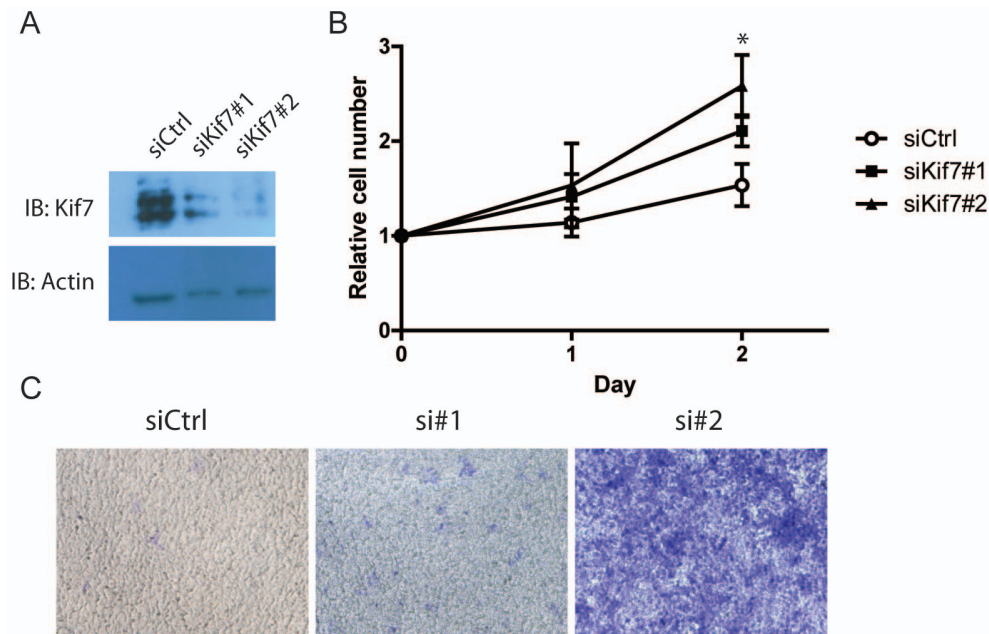 A
siCtrl
siKif7#1
siKif7#2
IB: Kif7
IB: Actin
B
*
3
2
1
0
Relative cell number
0
1
2
Day
siCtrl
siKif7#1
siKif7#2
C
siCtrl
si#1
si#2